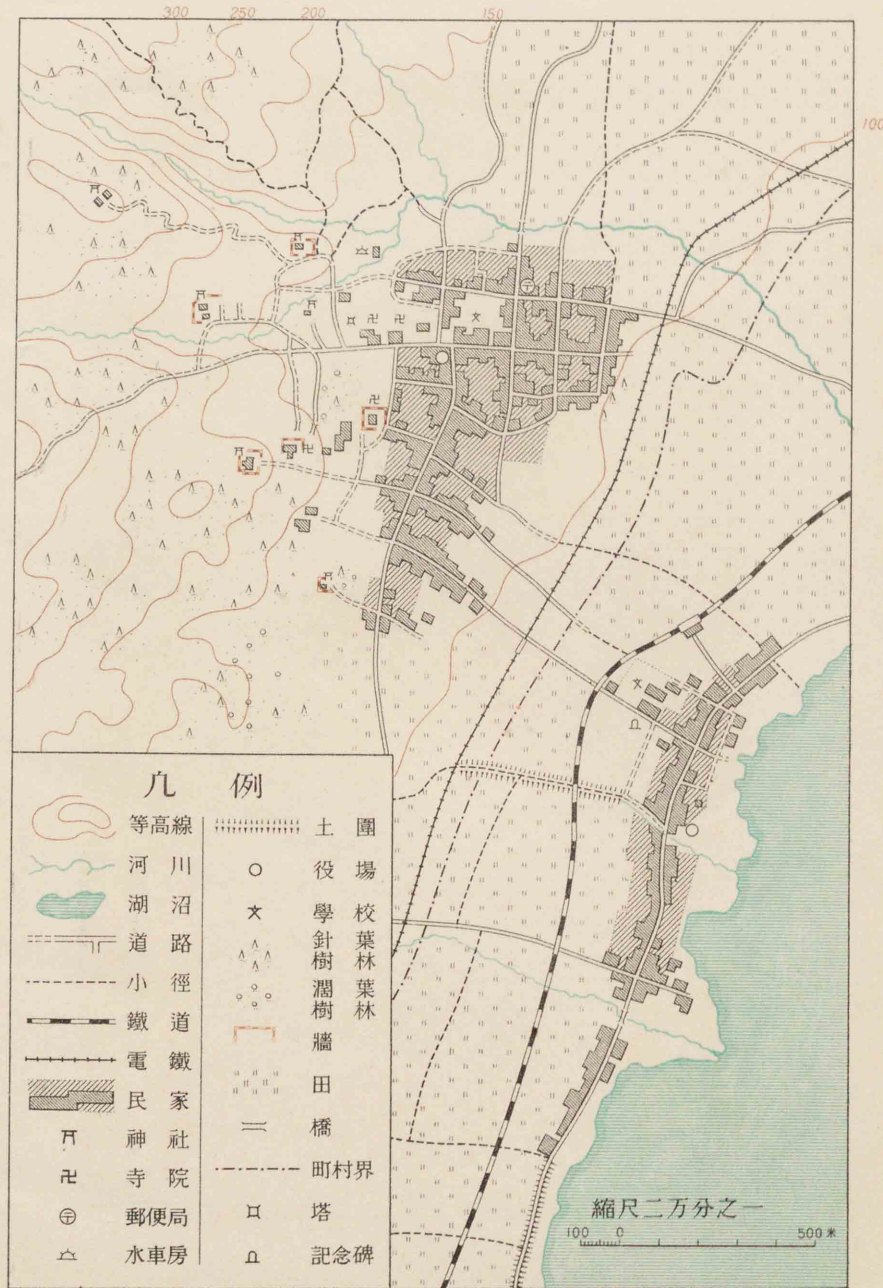 300 250 200 150
100
凡例
等高線
河川
湖沼
道路
小徑
鐵道
電鐵
民家
神社
寺院
郵便局
水車房
土圍
役場
學校
針葉樹林
濶葉樹林
牆
田
橋
町村界
塔
記念碑
縮尺二万分之一
100 0 500米